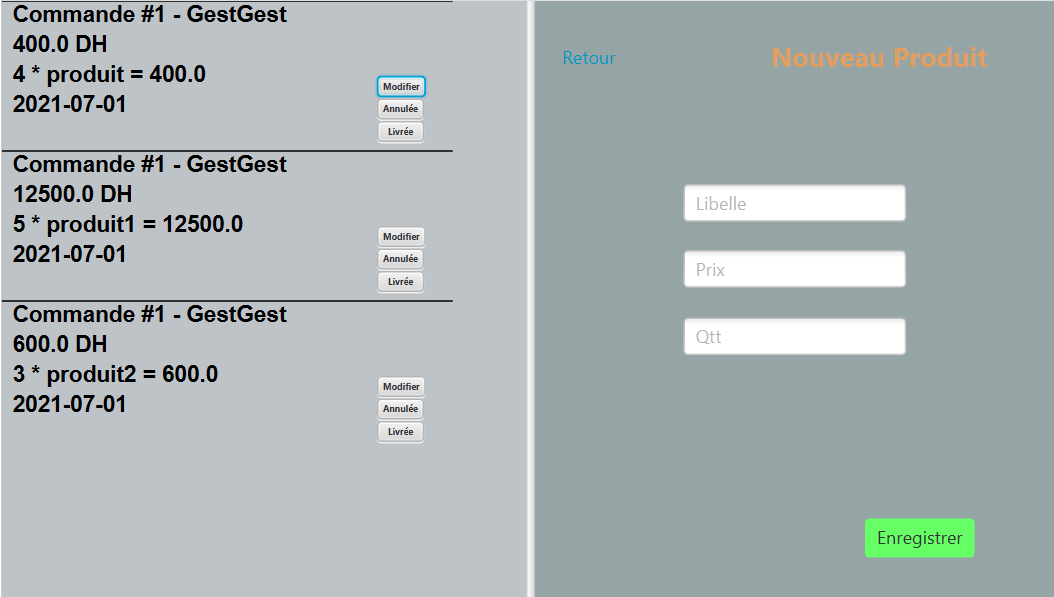 Commande #1 - GestGest
400.0 DH
4 * produit = 400.0
2021-07-01
Modifier
Annulée
Livrée
Commande #1 - GestGest
12500.0 DH
5 * produit1 = 12500.0
2021-07-01
Modifier
Annulée
Livrée
Commande #1 - GestGest
600.0 DH
3 * produit2 = 600.0
2021-07-01
Modifier
Annulée
Livrée
Retour
Nouveau Produit
Libelle
Prix
Qtt
Enregistrer